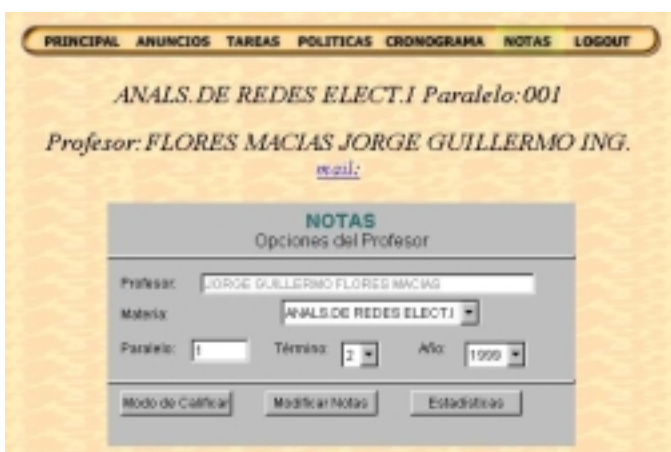 PRINCIPAL ANUNCIOS TAREAS POLITICAS CRONOGRAMA NOTAS LOGOUT
ANALS.DE REDES ELECT.I Paralelo:001
Profesor:FLORES MACIAS JORGE GUILLERMO ING.
mail:
NOTAS
Opciones del Profesor
Profesor: JORGE GUILLERMO FLORES MACIAS
Materia: ANALS.DE REDES ELECT.I
Paralelo: 1 Término: 2 Año: 1999
Modo de Calificar Modificar Notas Estadísticas